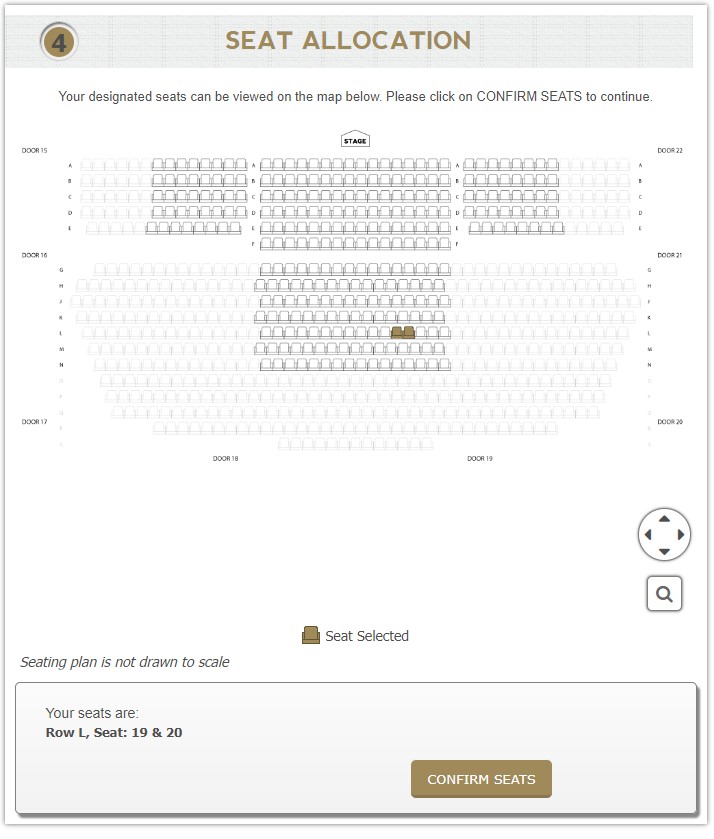 4
SEAT ALLOCATION
Your designated seats can be viewed on the map below. Please click on CONFIRM SEATS to continue.
STAGE
DOOR 15
DOOR 22
A A A A
B B B B
C C C C
D D D D
E E E E
F F
DOOR 16
DOOR 21
G G
H H
J J
K K
L L
M M
N N
DOOR 17
DOOR 20
DOOR 18
DOOR 19
Seat Selected
Seating plan is not drawn to scale
Your seats are:
Row L, Seat: 19 & 20
CONFIRM SEATS